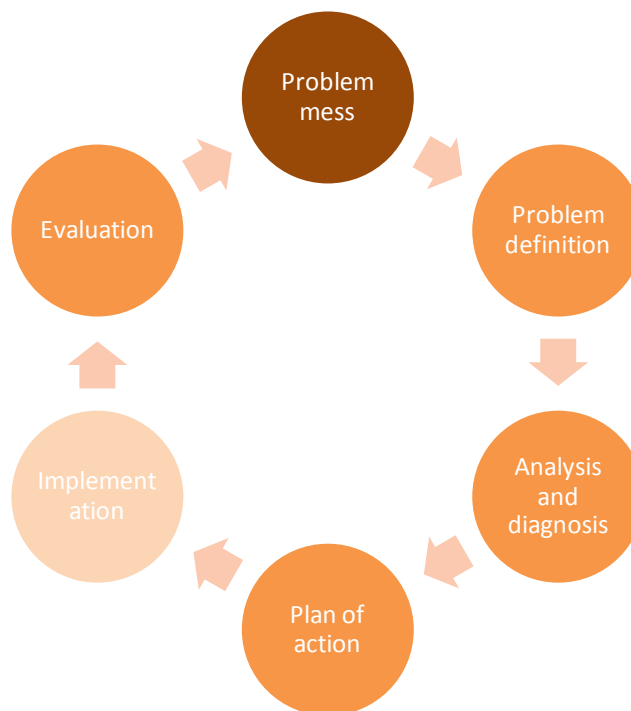 Problem
mess
Problem
definition
Analysis
and
diagnosis
Plan of
action
Implement
ation
Evaluation